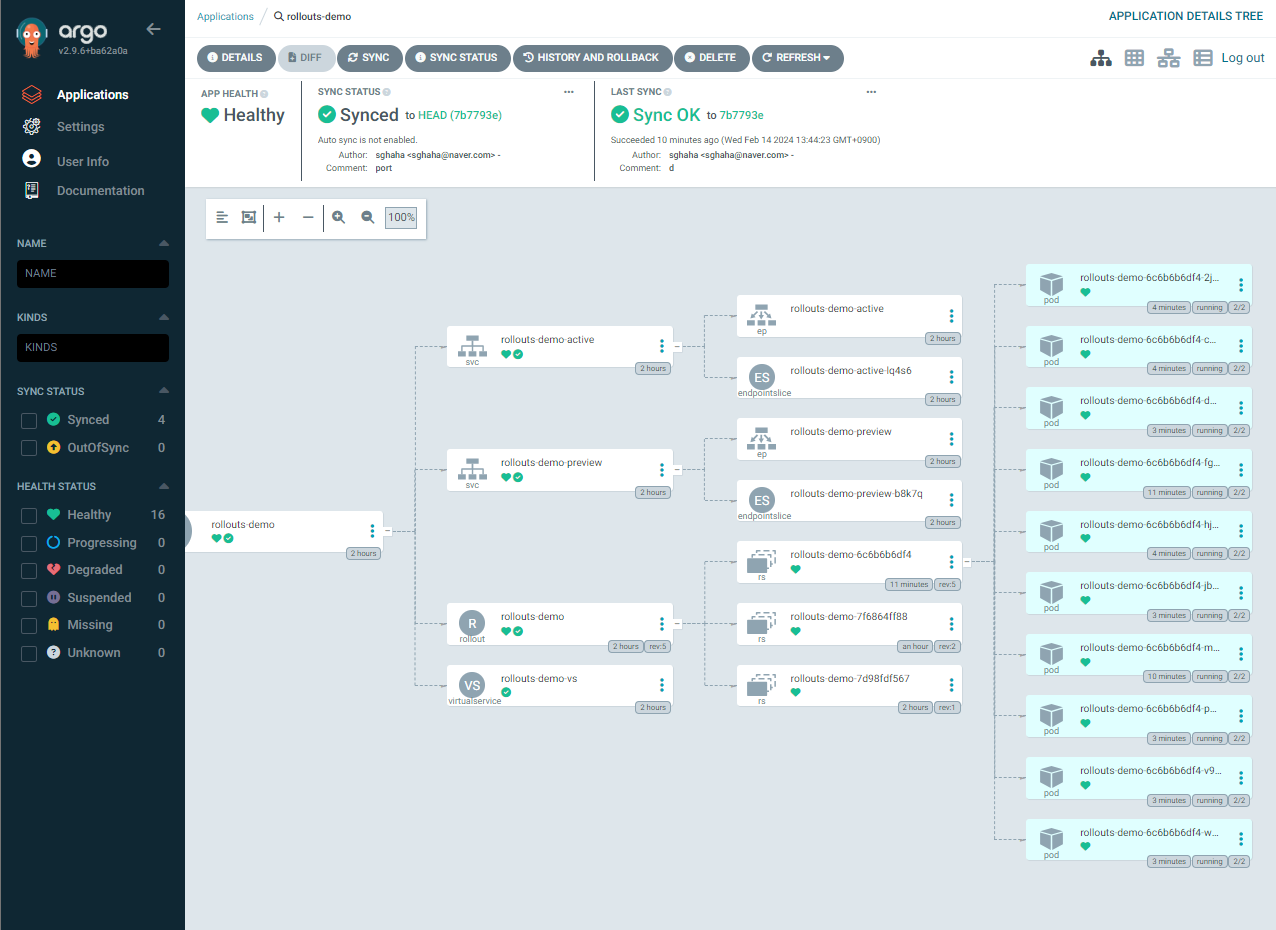 argo
v2.9.6+ba62a0a
Applications
Settings
User Info
Documentation
NAME
NAME
KINDS
KINDS
SYNC STATUS
Synced 4
OutOfSync 0
HEALTH STATUS
Healthy 16
Progressing 0
Degraded 0
Suspended 0
Missing 0
Unknown 0
Applications / rollouts-demo
APPLICATION DETAILS TREE
DETAILS DIFF SYNC SYNC STATUS HISTORY AND ROLLBACK DELETE REFRESH
Log out
APP HEALTH
Healthy
SYNC STATUS
Synced to HEAD (7b7793e)
Auto sync is not enabled.
Author: sghaha <sghaha@naver.com> -
Comment: port
LAST SYNC
Sync OK to 7b7793e
Succeeded 10 minutes ago (Wed Feb 14 2024 13:44:23 GMT+0900)
Author: sghaha <sghaha@naver.com> -
Comment: d
100%
rollouts-demo
2 hours
rollouts-demo-active
svc
2 hours
rollouts-demo-preview
svc
2 hours
R
rollouts-demo
rollout
2 hours rev:5
VS
rollouts-demo-vs
virtualservice
2 hours
rollouts-demo-active
ep
2 hours
ES
rollouts-demo-active-lq4s6
endpointslice
2 hours
rollouts-demo-preview
ep
2 hours
ES
rollouts-demo-preview-b8k7q
endpointslice
2 hours
rollouts-demo-6c6b6b6df4
rs
11 minutes rev:5
rollouts-demo-7f6864ff88
rs
an hour rev:2
rollouts-demo-7d98fdf567
rs
2 hours rev:1
rollouts-demo-6c6b6b6df4-2j...
pod
4 minutes running 2/2
rollouts-demo-6c6b6b6df4-c...
pod
4 minutes running 2/2
rollouts-demo-6c6b6b6df4-d...
pod
3 minutes running 2/2
rollouts-demo-6c6b6b6df4-fg...
pod
11 minutes running 2/2
rollouts-demo-6c6b6b6df4-hj...
pod
4 minutes running 2/2
rollouts-demo-6c6b6b6df4-jb...
pod
3 minutes running 2/2
rollouts-demo-6c6b6b6df4-m...
pod
10 minutes running 2/2
rollouts-demo-6c6b6b6df4-p...
pod
3 minutes running 2/2
rollouts-demo-6c6b6b6df4-v9...
pod
3 minutes running 2/2
rollouts-demo-6c6b6b6df4-w...
pod
3 minutes running 2/2